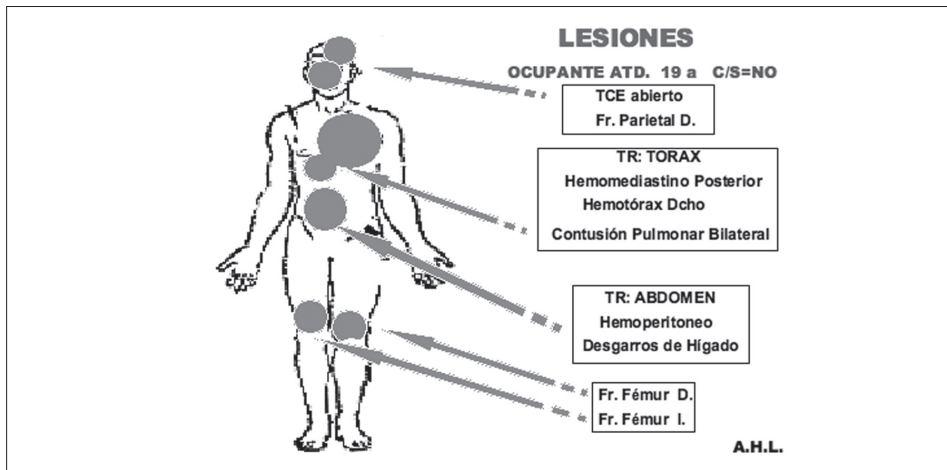 LESIONES
OCUPANTE ATD. 19 a C/S=NO
TCE abierto
Fr. Parietal D.
TR: TORAX
Hemomediastino Posterior
Hemotórax Dcho
Contusión Pulmonar Bilateral
TR: ABDOMEN
Hemoperitoneo
Desgarros de Hígado
Fr. Fémur D.
Fr. Fémur I.
A.H.L.